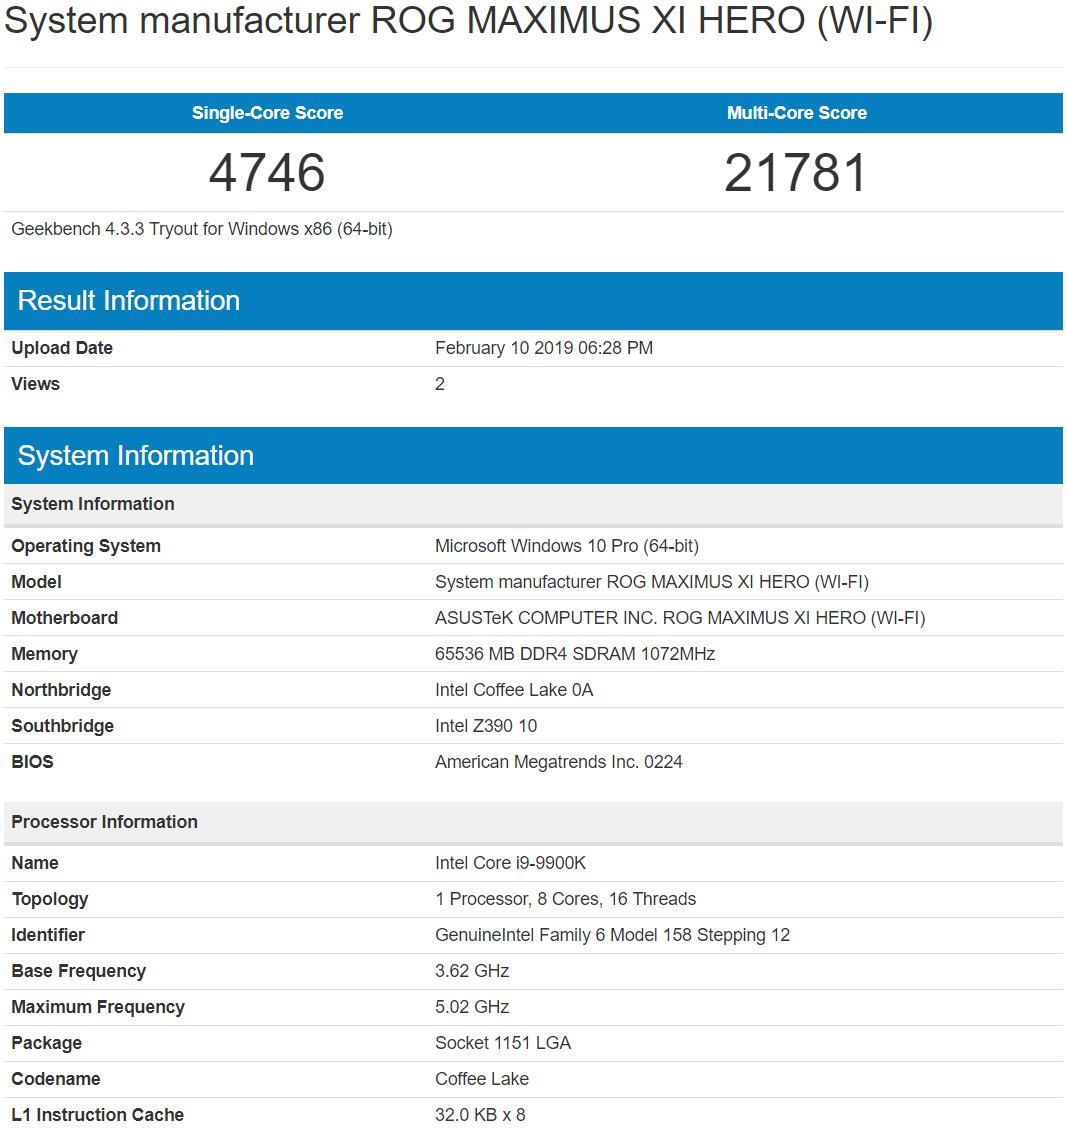 System manufacturer ROG MAXIMUS XI HERO (WI-FI)
Single-Core Score Multi-Core Score
4746 21781
Geekbench 4.3.3 Tryout for Windows x86 (64-bit)
Result Information
Upload Date February 10 2019 06:28 PM
Views 2
System Information
System Information
Operating System Microsoft Windows 10 Pro (64-bit)
Model System manufacturer ROG MAXIMUS XI HERO (WI-FI)
Motherboard ASUSTeK COMPUTER INC. ROG MAXIMUS XI HERO (WI-FI)
Memory 65536 MB DDR4 SDRAM 1072MHz
Northbridge Intel Coffee Lake 0A
Southbridge Intel Z390 10
BIOS American Megatrends Inc. 0224
Processor Information
Name Intel Core i9-9900K
Topology 1 Processor, 8 Cores, 16 Threads
Identifier GenuineIntel Family 6 Model 158 Stepping 12
Base Frequency 3.62 GHz
Maximum Frequency 5.02 GHz
Package Socket 1151 LGA
Codename Coffee Lake
L1 Instruction Cache 32.0 KB x 8